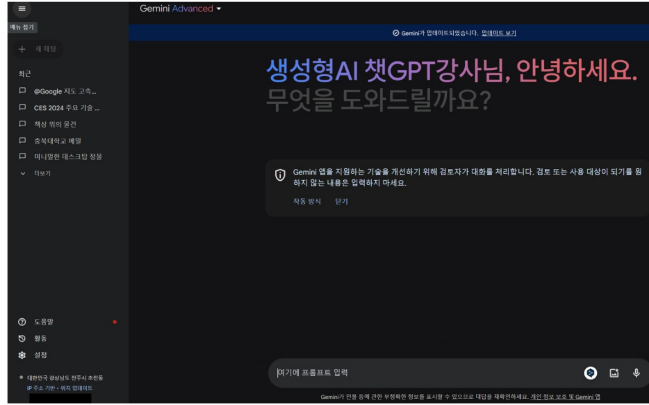 Gemini Advanced
메뉴 접기
Gemini가 업데이트되었습니다. 업데이트 보기
새 채팅
생성형AI 챗GPT강사님, 안녕하세요.
무엇을 도와드릴까요?
최근
@Google 지도 고속...
CES 2024 주요 기술 ...
책상 위의 물건
충북대학교 배열
미니멀한 데스크탑 정물
더보기
Gemini 앱을 지원하는 기술을 개선하기 위해 검토자가 대화를 처리합니다. 검토 또는 사용 대상이 되기를 원
하지 않는 내용은 입력하지 마세요.
작동 방식 닫기
도움말
활동
설정
여기에 프롬프트 입력
대한민국 경상남도 진주시 초전동
IP 주소 기반 • 위치 업데이트
Gemini가 인물 등에 관한 부정확한 정보를 표시할 수 있으므로 대답을 재확인하세요. 개인 정보 보호 및 Gemini 앱